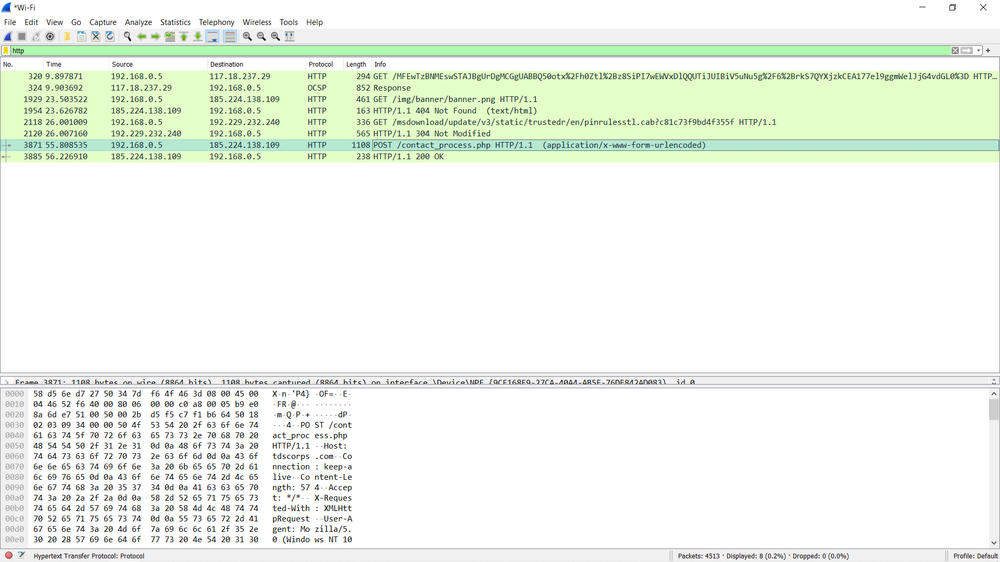 *Wi-Fi
File Edit View Go Capture Analyze Statistics Telephony Wireless Tools Help
http
No. Time Source Destination Protocol Length Info
320 9.897871 192.168.0.5 117.18.237.29 HTTP 294 GET /MFEwTzBNMEswSTAJBgUrDgMCGgUABBQ50otx%2Fh0Ztl%2Bz8SiPI7wEWVxDlQQUTiJUIBiV5uNu5g%2F6%2BrkS7QYXjzkCEA177el9ggmWelJjG4vdGL0%3D HTTP…
324 9.903692 117.18.237.29 192.168.0.5 OCSP 852 Response
1929 23.503522 192.168.0.5 185.224.138.109 HTTP 461 GET /img/banner/banner.png HTTP/1.1
1954 23.626782 185.224.138.109 192.168.0.5 HTTP 163 HTTP/1.1 404 Not Found (text/html)
2118 26.001009 192.168.0.5 192.229.232.240 HTTP 336 GET /msdownload/update/v3/static/trustedr/en/pinrulesstl.cab?c81c73f9bd4f355f HTTP/1.1
2120 26.007160 192.229.232.240 192.168.0.5 HTTP 565 HTTP/1.1 304 Not Modified
3871 55.808535 192.168.0.5 185.224.138.109 HTTP 1108 POST /contact_process.php HTTP/1.1 (application/x-www-form-urlencoded)
3885 56.226910 185.224.138.109 192.168.0.5 HTTP 238 HTTP/1.1 200 OK
Frame 3871: 1108 bytes on wire (8864 bits), 1108 bytes captured (8864 bits) on interface \Device\NPF_{9CF168E9-27CA-40A4-AB5E-76DF842AD083}, id 0
0000 58 d5 6e d7 27 50 34 7d f6 4f 46 3d 08 00 45 00 X·n·'P4} ·OF=··E·
0010 04 46 52 f6 40 00 80 06 00 00 c0 a8 00 05 b9 e0 ·FR·@··· ········
0020 8a 6d e7 51 00 50 00 2b d5 f5 c7 f1 b6 64 50 18 ·m·Q·P·+ ·····dP·
0030 02 03 09 34 00 00 50 4f 53 54 20 2f 63 6f 6e 74 ···4··PO ST /cont
0040 61 63 74 5f 70 72 6f 63 65 73 73 2e 70 68 70 20 act_proc ess.php
0050 48 54 54 50 2f 31 2e 31 0d 0a 48 6f 73 74 3a 20 HTTP/1.1 ··Host:
0060 74 64 73 63 6f 72 70 73 2e 63 6f 6d 0d 0a 43 6f tdscorps .com··Co
0070 6e 6e 65 63 74 69 6f 6e 3a 20 6b 65 65 70 2d 61 nnection : keep-a
0080 6c 69 76 65 0d 0a 43 6f 6e 74 65 6e 74 2d 4c 65 live··Co ntent-Le
0090 6e 67 74 68 3a 20 35 37 34 0d 0a 41 63 63 65 70 ngth: 57 4··Accep
00a0 74 3a 20 2a 2f 2a 0d 0a 58 2d 52 65 71 75 65 73 t: */*·· X-Reques
00b0 74 65 64 2d 57 69 74 68 3a 20 58 4d 4c 48 74 74 ted-With : XMLHtt
00c0 70 52 65 71 75 65 73 74 0d 0a 55 73 65 72 2d 41 pRequest ··User-A
00d0 67 65 6e 74 3a 20 4d 6f 7a 69 6c 6c 61 2f 35 2e gent: Mo zilla/5.
00e0 30 20 28 57 69 6e 64 6f 77 73 20 4e 54 20 31 30 0 (Windo ws NT 10
Hypertext Transfer Protocol: Protocol Packets: 4513 · Displayed: 8 (0.2%) · Dropped: 0 (0.0%) Profile: Default